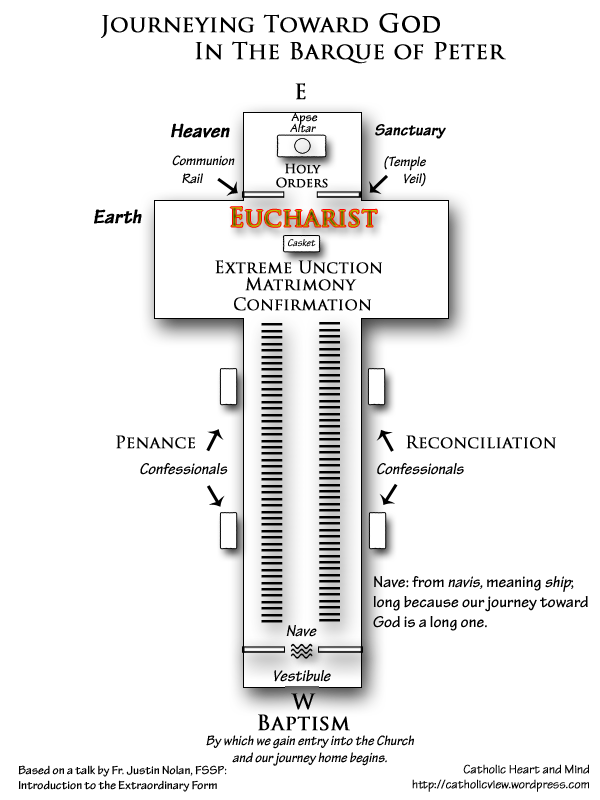 Journeying Toward God
In The Barque of Peter
E
Apse
Altar
Heaven
Sanctuary
Communion
Rail
(Temple
Veil)
Holy
Orders
Earth
Eucharist
Casket
Extreme Unction
Matrimony
Confirmation
Penance
Reconciliation
Confessionals
Confessionals
Nave: from navis, meaning ship;
long because our journey toward
God is a long one.
Nave
Vestibule
W
Baptism
By which we gain entry into the Church
and our journey home begins.
Based on a talk by Fr. Justin Nolan, FSSP:
Introduction to the Extraordinary Form
Catholic Heart and Mind
http://catholicview.wordpress.com